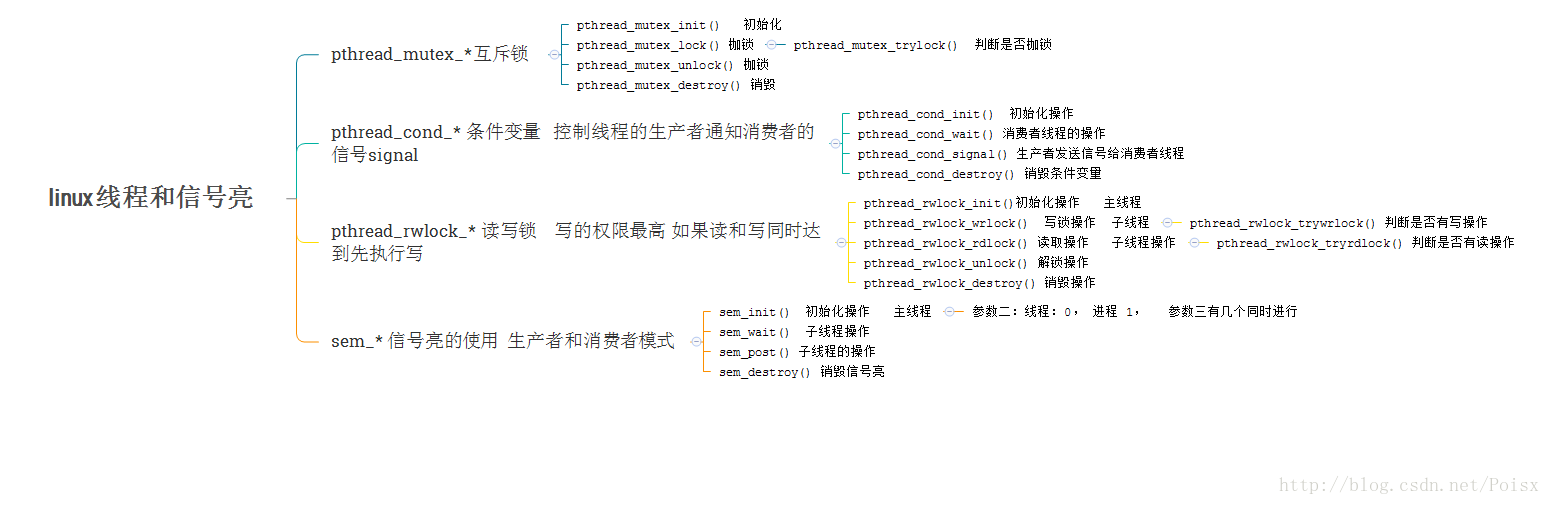 linux线程和信号亮
pthread_mutex_*互斥锁
pthread_mutex_init() 初始化
pthread_mutex_lock() 枷锁
pthread_mutex_trylock() 判断是否枷锁
pthread_mutex_unlock() 枷锁
pthread_mutex_destroy() 销毁
pthread_cond_* 条件变量 控制线程的生产者通知消费者的
信号signal
pthread_cond_init() 初始化操作
pthread_cond_wait() 消费者线程的操作
pthread_cond_signal() 生产者发送信号给消费者线程
pthread_cond_destroy() 销毁条件变量
pthread_rwlock_* 读写锁 写的权限最高 如果读和写同时达
到先执行写
pthread_rwlock_init()初始化操作 主线程
pthread_rwlock_wrlock() 写锁操作 子线程
pthread_rwlock_trywrlock() 判断是否有写操作
pthread_rwlock_rdlock() 读取操作 子线程操作
pthread_rwlock_tryrdlock() 判断是否有读操作
pthread_rwlock_unlock() 解锁操作
pthread_rwlock_destroy() 销毁操作
sem_* 信号亮的使用 生产者和消费者模式
sem_init() 初始化操作 主线程
参数二：线程：0， 进程 1， 参数三有几个同时进行
sem_wait() 子线程操作
sem_post() 子线程的操作
sem_destroy() 销毁信号亮
http://blog.csdn.net/Poisx